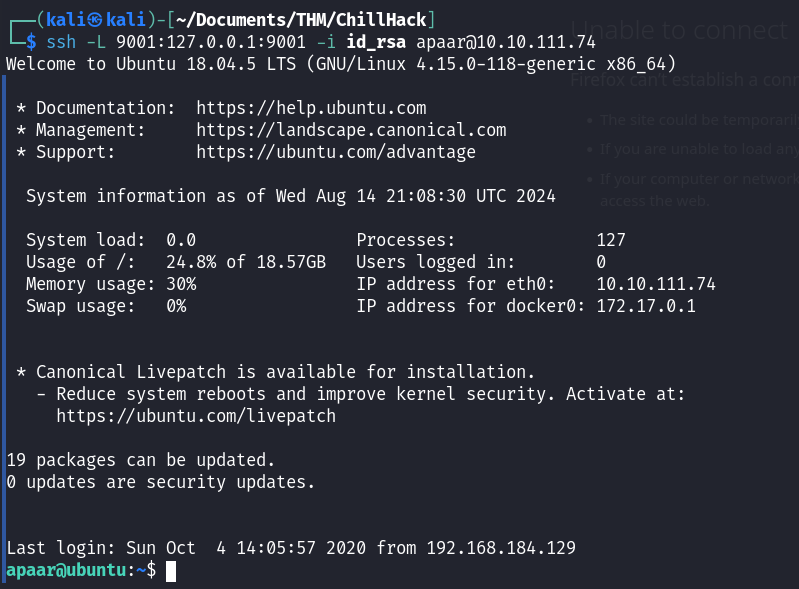 ┌──(kali㉿kali)-[~/Documents/THM/ChillHack]
└─$ ssh -L 9001:127.0.0.1:9001 -i id_rsa apaar@10.10.111.74
Welcome to Ubuntu 18.04.5 LTS (GNU/Linux 4.15.0-118-generic x86_64)
* Documentation:  https://help.ubuntu.com
* Management:     https://landscape.canonical.com
* Support:        https://ubuntu.com/advantage
System information as of Wed Aug 14 21:08:30 UTC 2024
System load:  0.0                Processes:              127
Usage of /:   24.8% of 18.57GB   Users logged in:        0
Memory usage: 30%                IP address for eth0:    10.10.111.74
Swap usage:   0%                 IP address for docker0: 172.17.0.1
* Canonical Livepatch is available for installation.
- Reduce system reboots and improve kernel security. Activate at:
https://ubuntu.com/livepatch
19 packages can be updated.
0 updates are security updates.
Last login: Sun Oct  4 14:05:57 2020 from 192.168.184.129
apaar@ubuntu:~$
Unable to connect
Firefox can't establish a conn
The site could be temporaril
If you are unable to load any
If your computer or network
access the web.